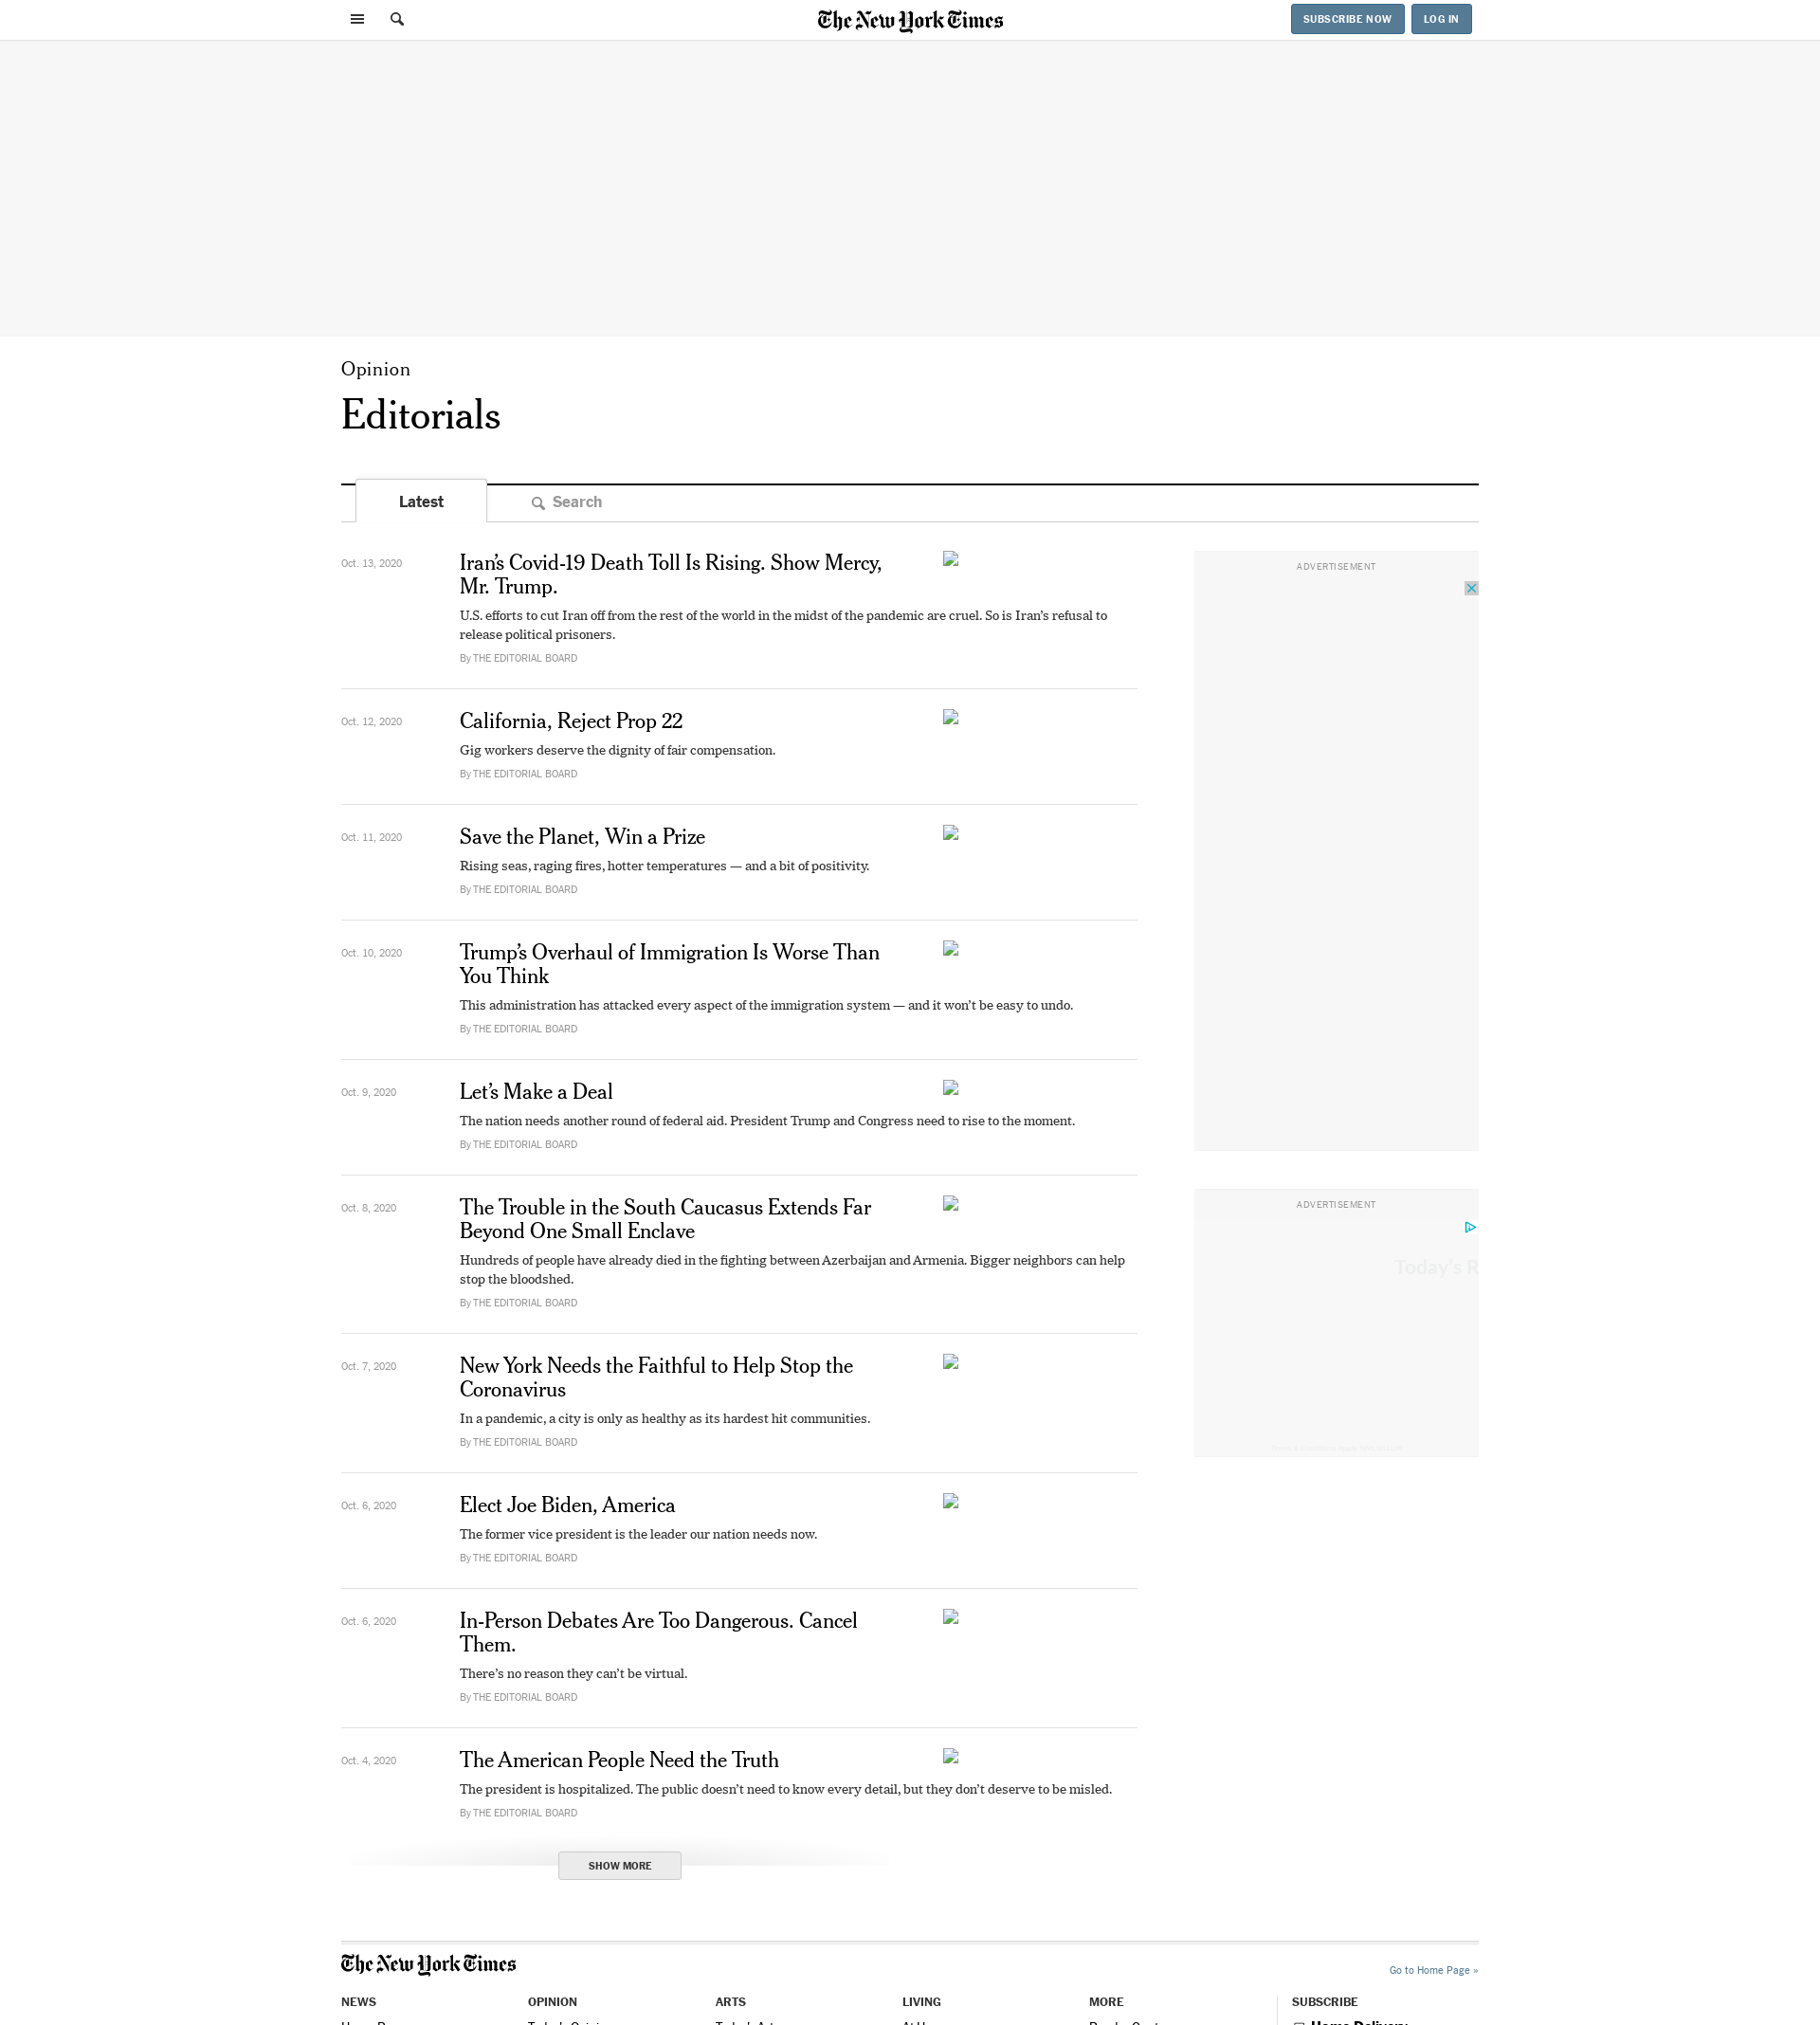 The New York Times
SUBSCRIBE NOW
LOG IN
Opinion
Editorials
Latest
Search
Oct. 13, 2020
Iran’s Covid-19 Death Toll Is Rising. Show Mercy,
Mr. Trump.
U.S. efforts to cut Iran off from the rest of the world in the midst of the pandemic are cruel. So is Iran’s refusal to
release political prisoners.
By THE EDITORIAL BOARD
Oct. 12, 2020
California, Reject Prop 22
Gig workers deserve the dignity of fair compensation.
By THE EDITORIAL BOARD
Oct. 11, 2020
Save the Planet, Win a Prize
Rising seas, raging fires, hotter temperatures — and a bit of positivity.
By THE EDITORIAL BOARD
Oct. 10, 2020
Trump’s Overhaul of Immigration Is Worse Than
You Think
This administration has attacked every aspect of the immigration system — and it won’t be easy to undo.
By THE EDITORIAL BOARD
Oct. 9, 2020
Let’s Make a Deal
The nation needs another round of federal aid. President Trump and Congress need to rise to the moment.
By THE EDITORIAL BOARD
Oct. 8, 2020
The Trouble in the South Caucasus Extends Far
Beyond One Small Enclave
Hundreds of people have already died in the fighting between Azerbaijan and Armenia. Bigger neighbors can help
stop the bloodshed.
By THE EDITORIAL BOARD
Oct. 7, 2020
New York Needs the Faithful to Help Stop the
Coronavirus
In a pandemic, a city is only as healthy as its hardest hit communities.
By THE EDITORIAL BOARD
Oct. 6, 2020
Elect Joe Biden, America
The former vice president is the leader our nation needs now.
By THE EDITORIAL BOARD
Oct. 6, 2020
In-Person Debates Are Too Dangerous. Cancel
Them.
There’s no reason they can’t be virtual.
By THE EDITORIAL BOARD
Oct. 4, 2020
The American People Need the Truth
The president is hospitalized. The public doesn’t need to know every detail, but they don’t deserve to be misled.
By THE EDITORIAL BOARD
SHOW MORE
ADVERTISEMENT
ADVERTISEMENT
Today's R
The New York Times
Go to Home Page »
NEWS
OPINION
ARTS
LIVING
MORE
SUBSCRIBE
Home Delivery